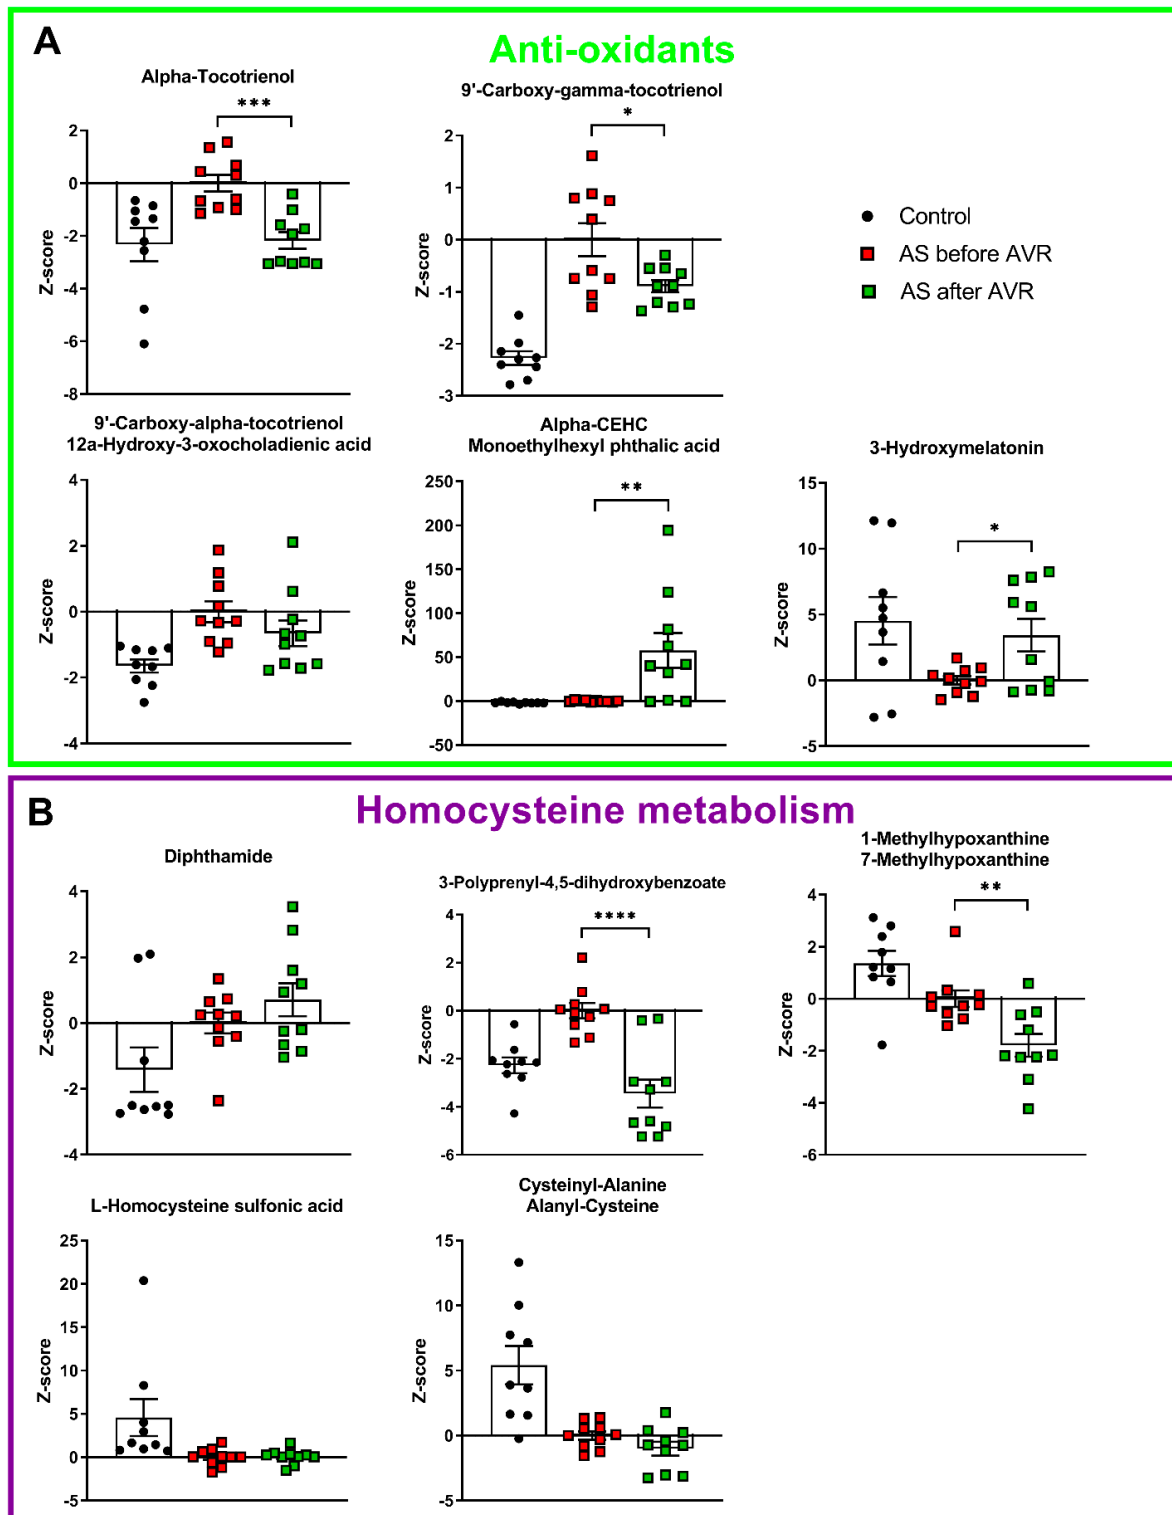 A
Anti-oxidants
Alpha-Tocotrienol
***
Z-score
2
0
-2
-4
-6
-8
9'-Carboxy-gamma-tocotrienol
*
Z-score
2
1
0
-1
-2
-3
Control
AS before AVR
AS after AVR
9'-Carboxy-alpha-tocotrienol
12a-Hydroxy-3-oxocholadienic acid
Z-score
4
2
0
-2
-4
Alpha-CEHC
Monoethylhexyl phthalic acid
**
Z-score
250
200
150
100
50
0
-50
3-Hydroxymelatonin
*
Z-score
15
10
5
0
-5
B
Homocysteine metabolism
Diphthamide
Z-score
4
2
0
-2
-4
3-Polyprenyl-4,5-dihydroxybenzoate
****
Z-score
4
2
0
-2
-4
-6
1-Methylhypoxanthine
7-Methylhypoxanthine
**
Z-score
4
2
0
-2
-4
-6
L-Homocysteine sulfonic acid
Z-score
25
20
15
10
5
0
-5
Cysteinyl-Alanine
Alanyl-Cysteine
Z-score
15
10
5
0
-5